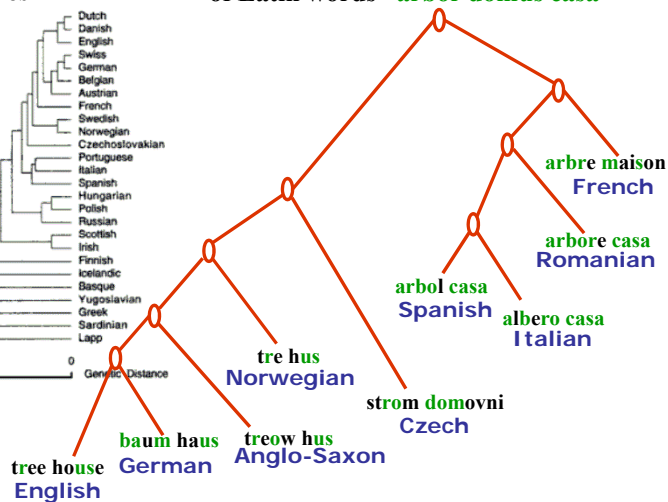 of Latin words arbor domus casa
Dutch
Danish
English
Swiss
German
Belgian
Austrian
French
Swedish
Norwegian
Czechoslovakian
Portuguese
Italian
Spanish
Hungarian
Polish
Russian
Scottish
Irish
Finnish
Icelandic
Basque
Yugoslavian
Greek
Sardinian
Lapp
0
Genetic Distance
arbre maison
French
arbore casa
Romanian
arbol casa
Spanish
albero casa
Italian
tre hus
Norwegian
strom domovni
Czech
treow hus
Anglo-Saxon
baum haus
German
tree house
English